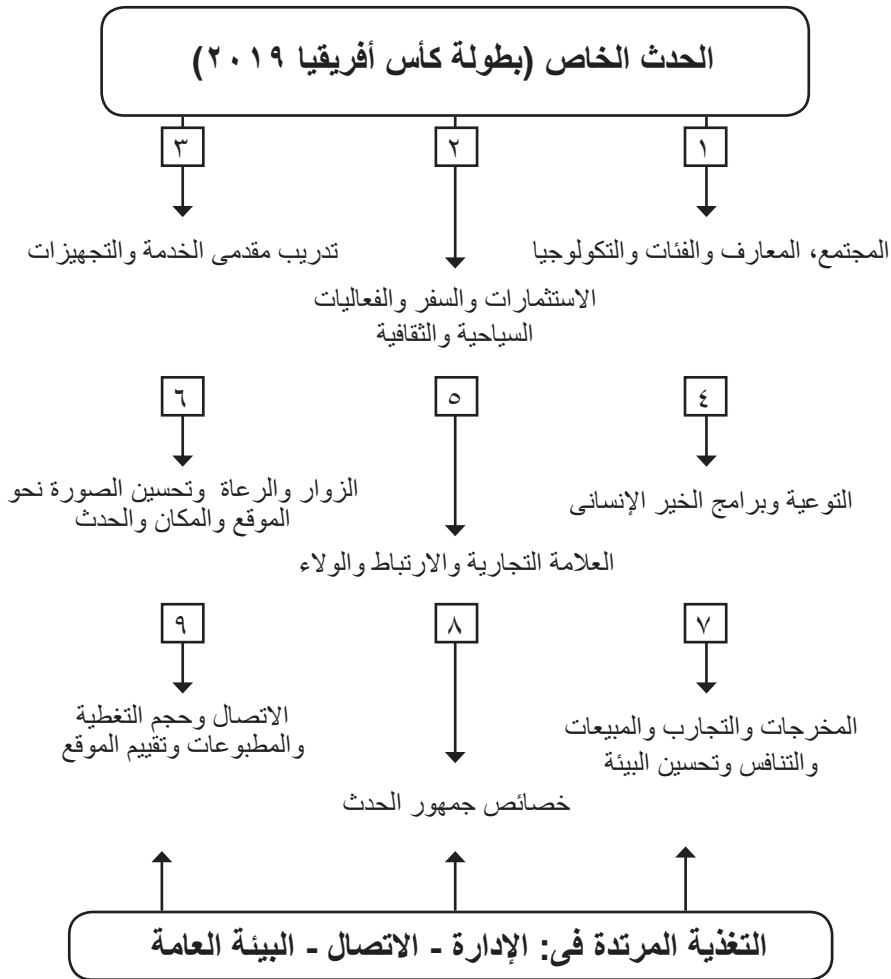 الحدث الخاص (بطولة كأس أفريقيا ٢٠١٩)
١
٢
٣
المجتمع، المعارف والفئات والتكولوجيا
الاستثمارات والسفر والفعاليات
السياحية والثقافية
تدريب مقدمى الخدمة والتجهيزات
٤
٥
٦
التوعية وبرامج الخير الإنسانى
العلامة التجارية والارتباط والولاء
الزوار والرعاة وتحسين الصورة نحو
الموقع والمكان والحدث
٧
٨
٩
المخرجات والتجارب والمبيعات
والتنافس وتحسين البيئة
خصائص جمهور الحدث
الاتصال وحجم التغطية
والمطبوعات وتقييم الموقع
التغذية المرتدة فى: الإدارة - الاتصال - البيئة العامة